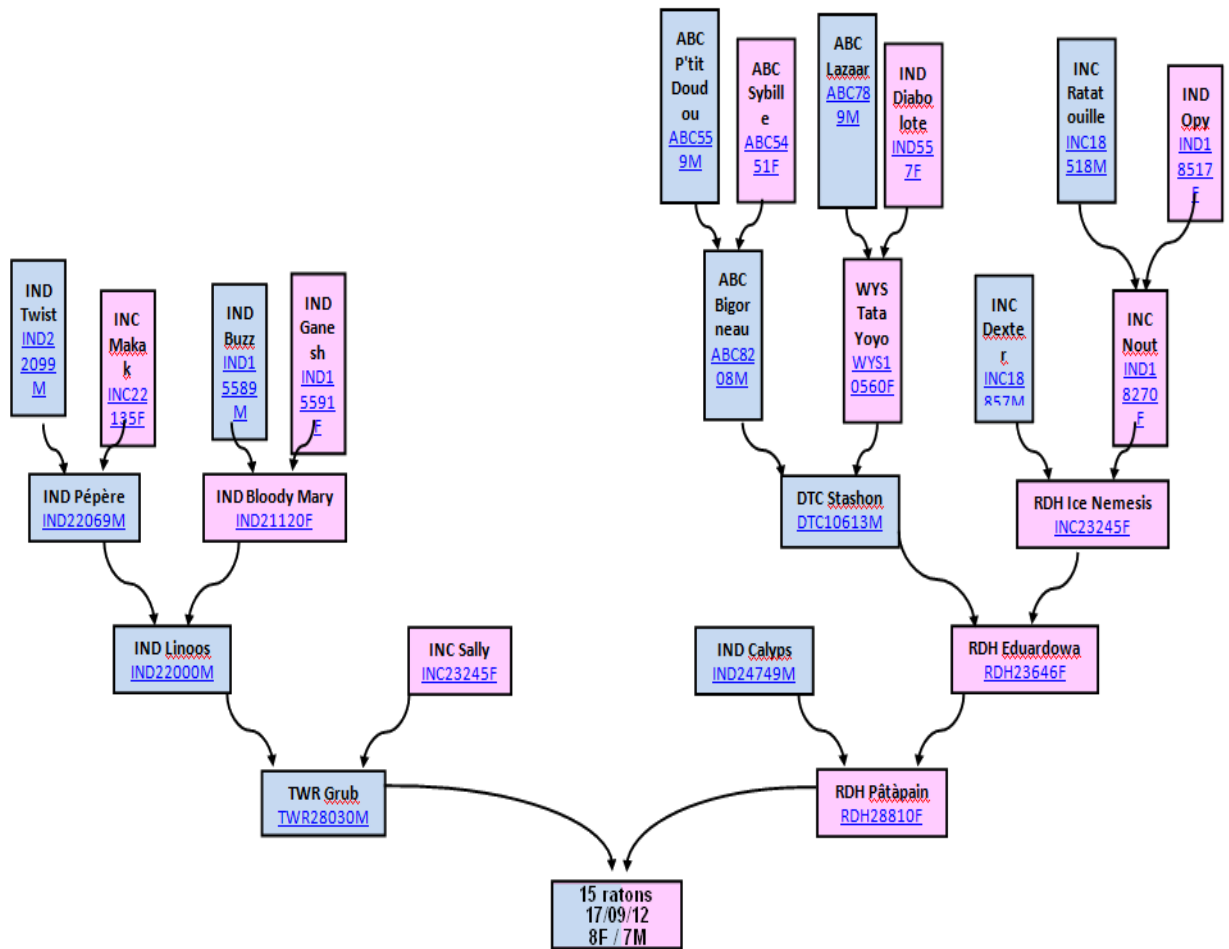 ABC
P'tit
Doud
ou
ABC55
9M
ABC
Sybill
e
ABC54
51F
ABC
Lazaar
ABC78
9M
IND
Diabo
lote
IND55
7F
INC
Ratat
ouille
INC18
518M
IND
Opy
IND1
8517
F
IND
Twist
IND2
2099
M
INC
Maka
k
INC22
135F
IND
Buzz
IND1
5589
M
IND
Gane
sh
IND1
5591
F
ABC
Bigor
neau
ABC82
08M
WYS
Tata
Yoyo
WYS1
0560F
INC
Dexte
r
INC18
857M
INC
Nout
IND1
8270
F
IND Pépère
IND22069M
IND Bloody Mary
IND21120F
DTC Stashon
DTC10613M
RDH Ice Nemesis
INC23245F
IND Linoos
IND22000M
INC Sally
INC23245F
IND Calyps
IND24749M
RDH Eduardowa
RDH23646F
TWR Grub
TWR28030M
RDH Pâtàpain
RDH28810F
15 ratons
17/09/12
8F / 7M